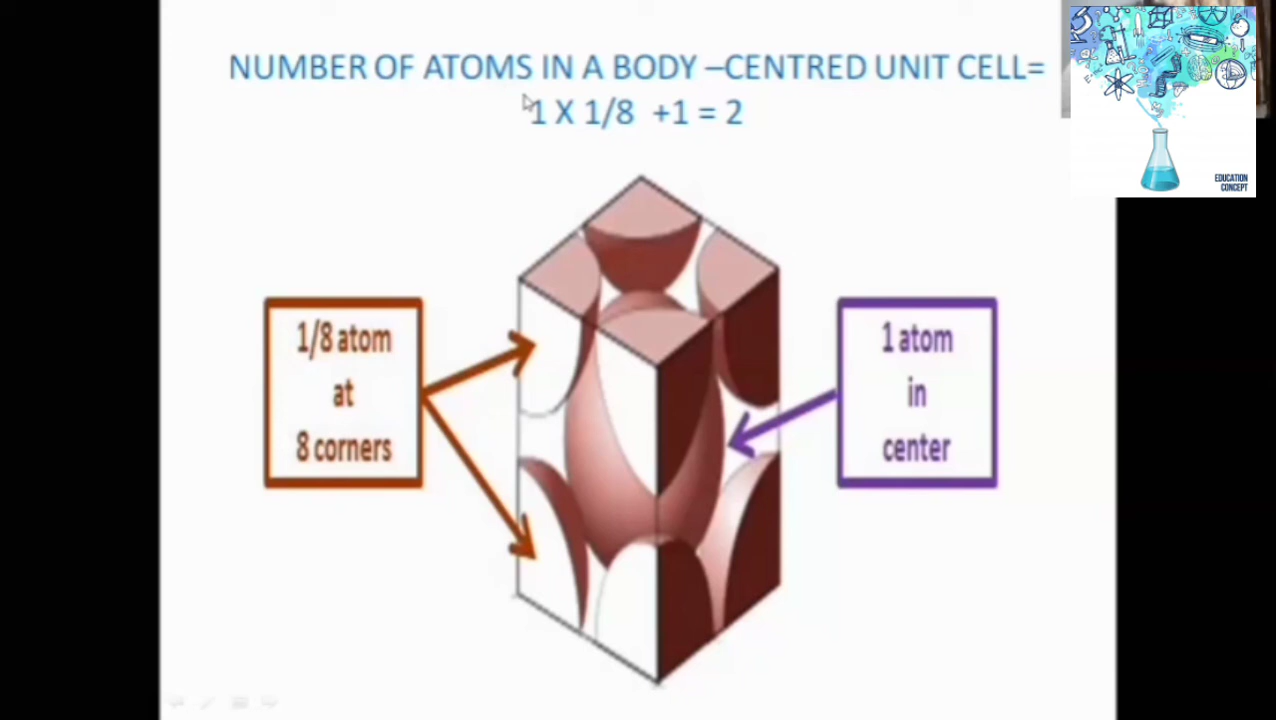 NUMBER OF ATOMS IN A BODY –CENTRED UNIT CELL=
1 X 1/8 +1 = 2
1/8 atom
at
8 corners
1 atom
in
center
EDUCATION
CONCEPT